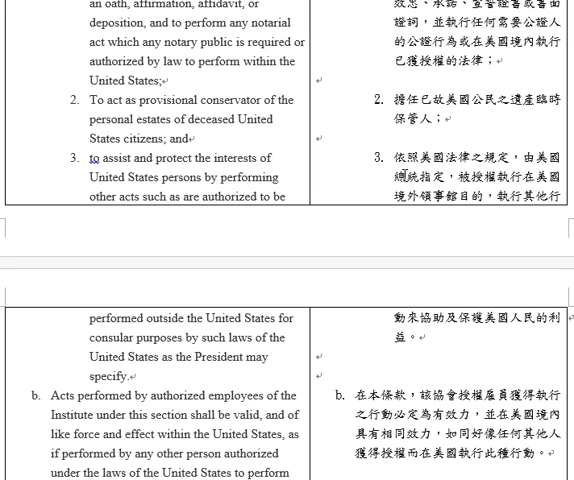 an oath, affirmation, affidavit, or
deposition, and to perform any notarial
act which any notary public is required or
authorized by law to perform within the
United States;
2. To act as provisional conservator of the
personal estates of deceased United
States citizens; and
3. to assist and protect the interests of
United States persons by performing
other acts such as are authorized to be
效忠、承諾、宣誓證書或書面
證詞，並執行任何需要公證人
的公證行為或在美國境內執行
已獲授權的法律；
2. 擔任已故美國公民之遺產臨時
保管人；
3. 依照美國法律之規定，由美國
總統指定，被授權執行在美國
境外領事館目的，執行其他行
performed outside the United States for
consular purposes by such laws of the
United States as the President may
specify.
b. Acts performed by authorized employees of the
Institute under this section shall be valid, and of
like force and effect within the United States, as
if performed by any other person authorized
under the laws of the United States to perform
動來協助及保護美國人民的利
益。
b. 在本條款，該協會授權雇員獲得執行
之行動必定為有效力，並在美國境內
具有相同效力，如同好像任何其他人
獲得授權而在美國執行此種行動。